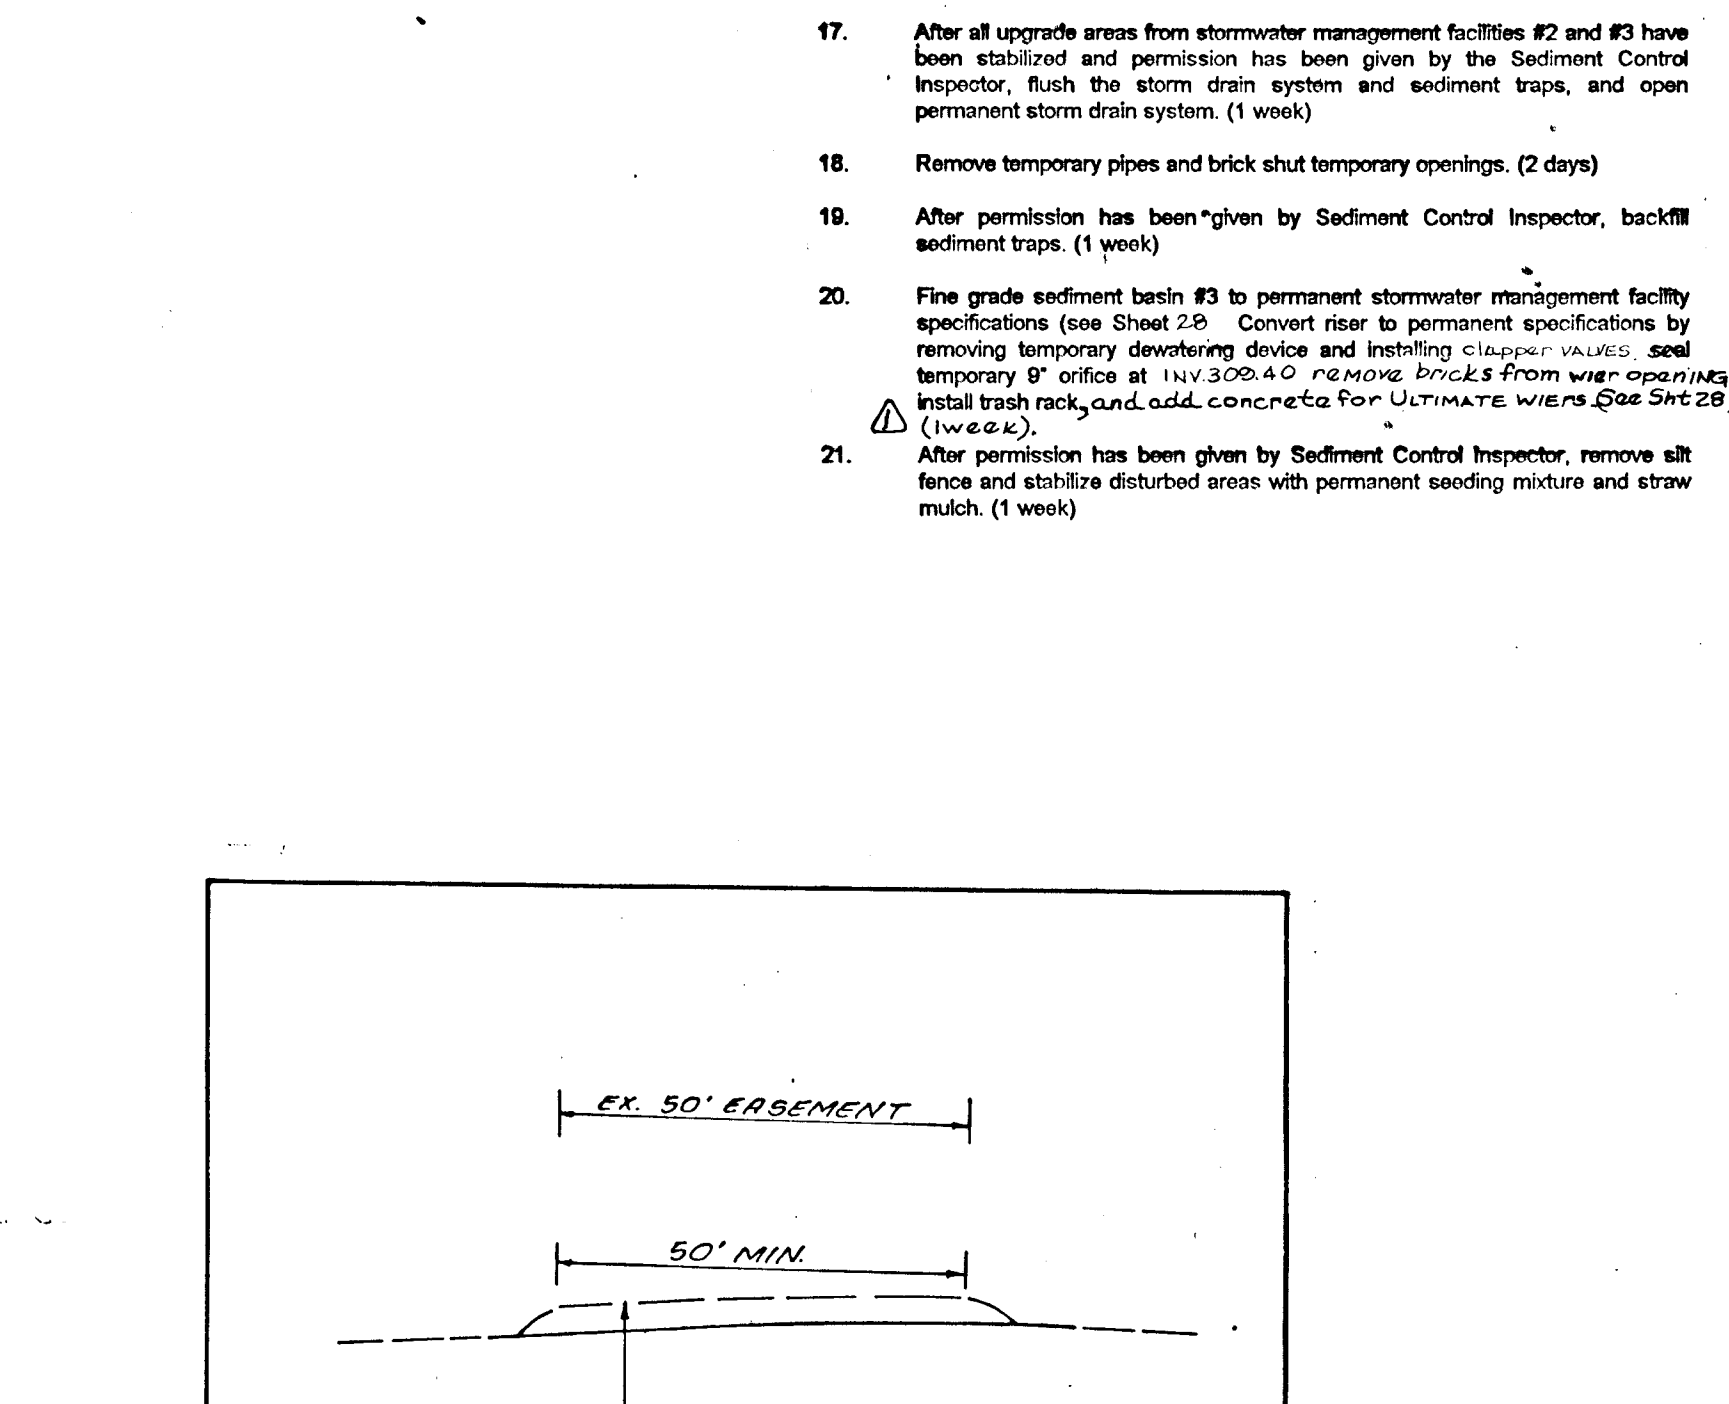 17. After all upgrade areas from stormwater management facilities #2 and #3 have
been stabilized and permission has been given by the Sediment Control
Inspector, flush the storm drain system and sediment traps, and open
permanent storm drain system. (1 week)
18. Remove temporary pipes and brick shut temporary openings. (2 days)
19. After permission has been given by Sediment Control Inspector, backfill
sediment traps. (1 week)
20. Fine grade sediment basin #3 to permanent stormwater management facility
specifications (see Sheet 28 Convert riser to permanent specifications by
removing temporary dewatering device and installing clapper VALVES. seal
temporary 9" orifice at INV.309.40 remove bricks from wier openING
install trash rack, and add concrete for ULTIMATE WIERS See Sht 28
1 (1week).
21. After permission has been given by Sediment Control Inspector, remove silt
fence and stabilize disturbed areas with permanent seeding mixture and straw
mulch. (1 week)
EX. 50' EASEMENT
50' MIN.